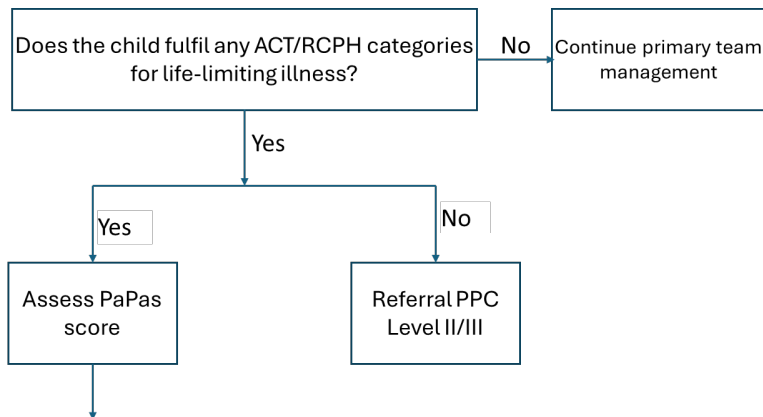 Does the child fulfil any ACT/RCPH categories
for life-limiting illness?
No
Continue primary team
management
Yes
Yes
No
Assess PaPas
score
Referral PPC
Level II/III